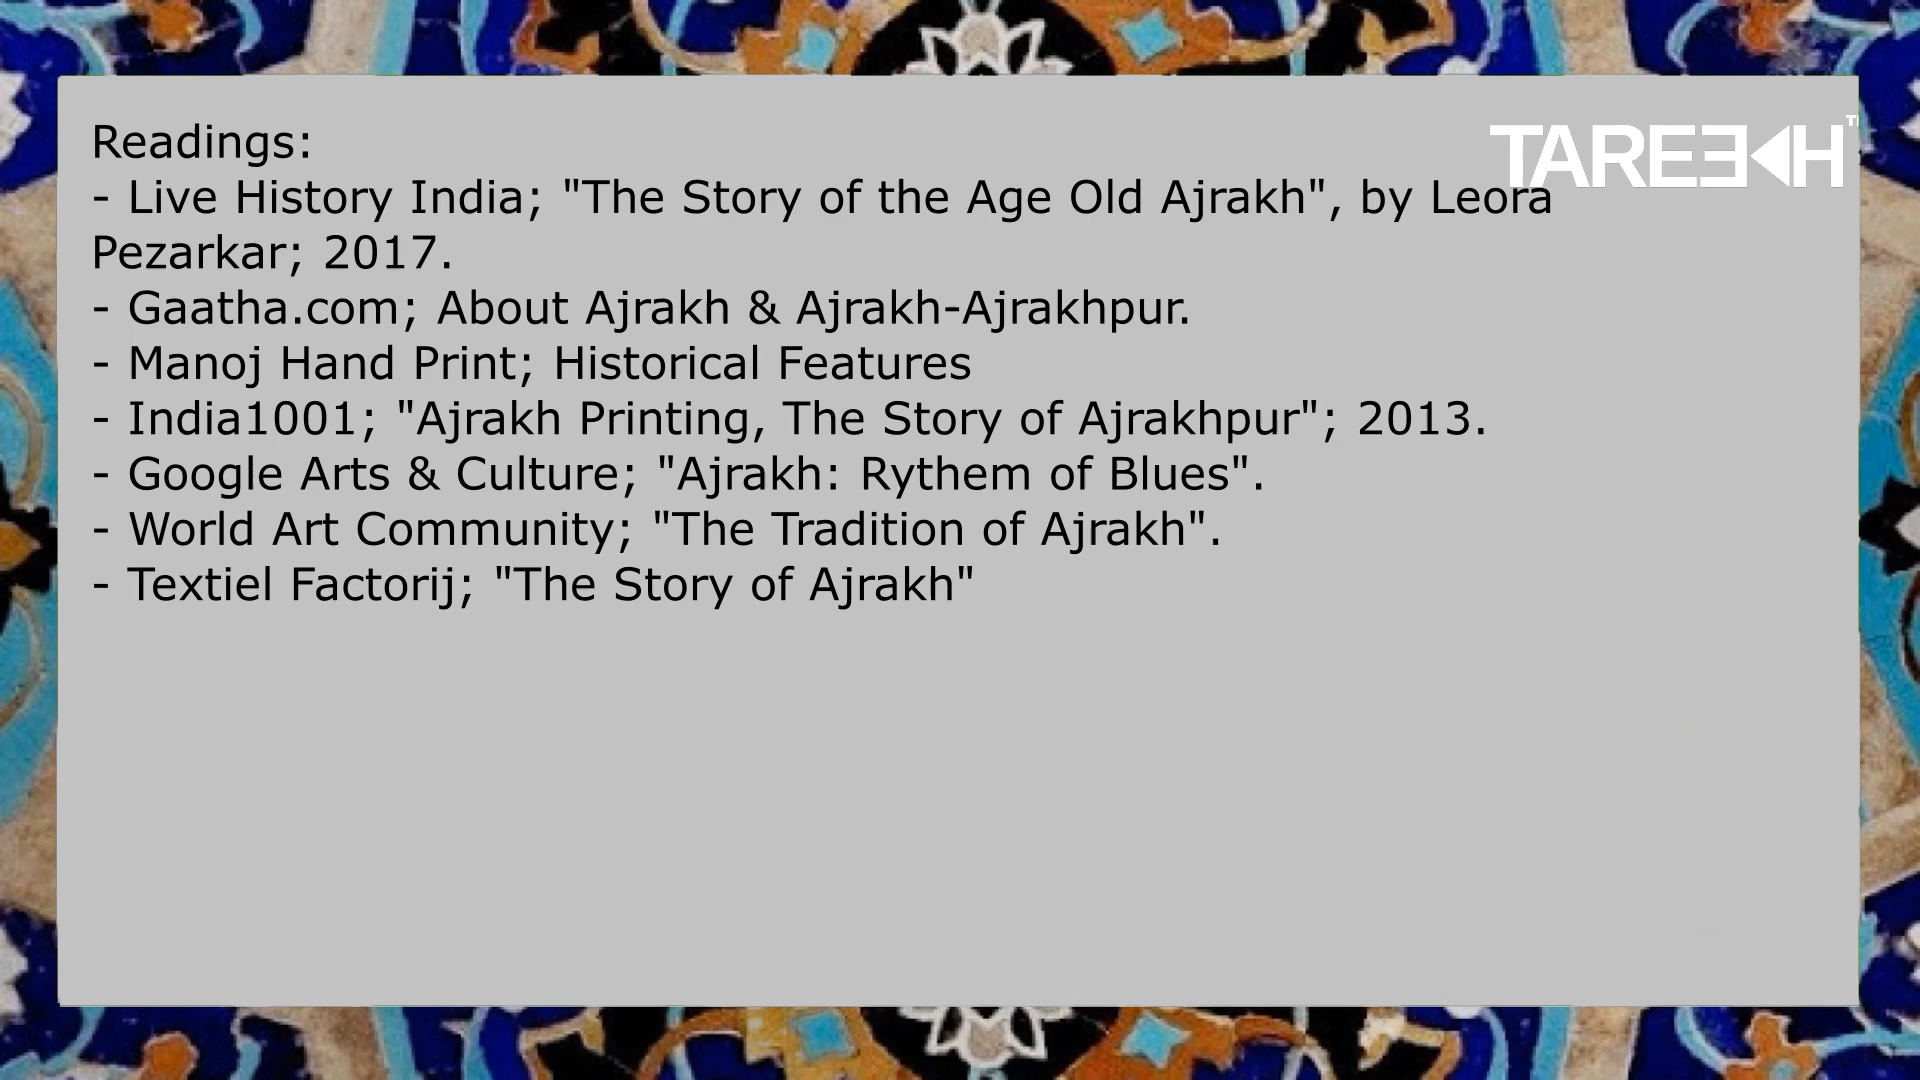 Readings:
TAREEKH
- Live History India; "The Story of the Age Old Ajrakh", by Leora
Pezarkar; 2017.
- Gaatha.com; About Ajrakh & Ajrakh-Ajrakhpur.
- Manoj Hand Print; Historical Features
- India1001; "Ajrakh Printing, The Story of Ajrakhpur"; 2013.
- Google Arts & Culture; "Ajrakh: Rythem of Blues".
- World Art Community; "The Tradition of Ajrakh".
- Textiel Factorij; "The Story of Ajrakh"